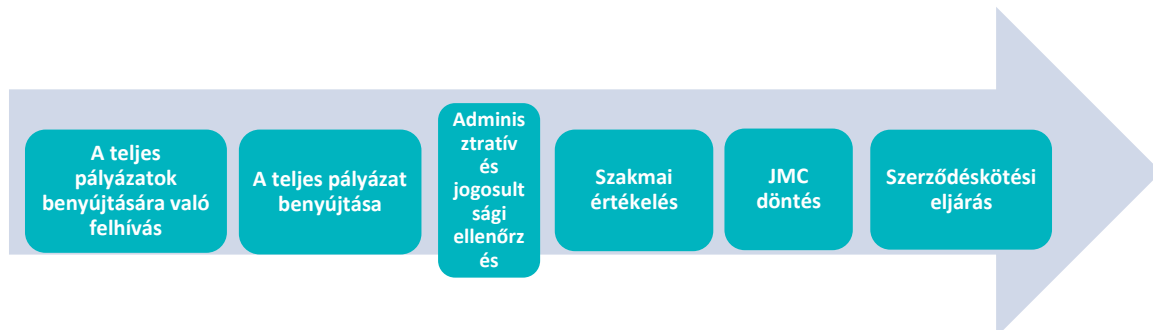 A teljes
pályázatok
benyújtására való
felhívás
A teljes pályázat
benyújtása
Adminis
ztratív
és
jogosult
sági
ellenőrz
és
Szakmai
értékelés
JMC
döntés
Szerződéskötési
eljárás